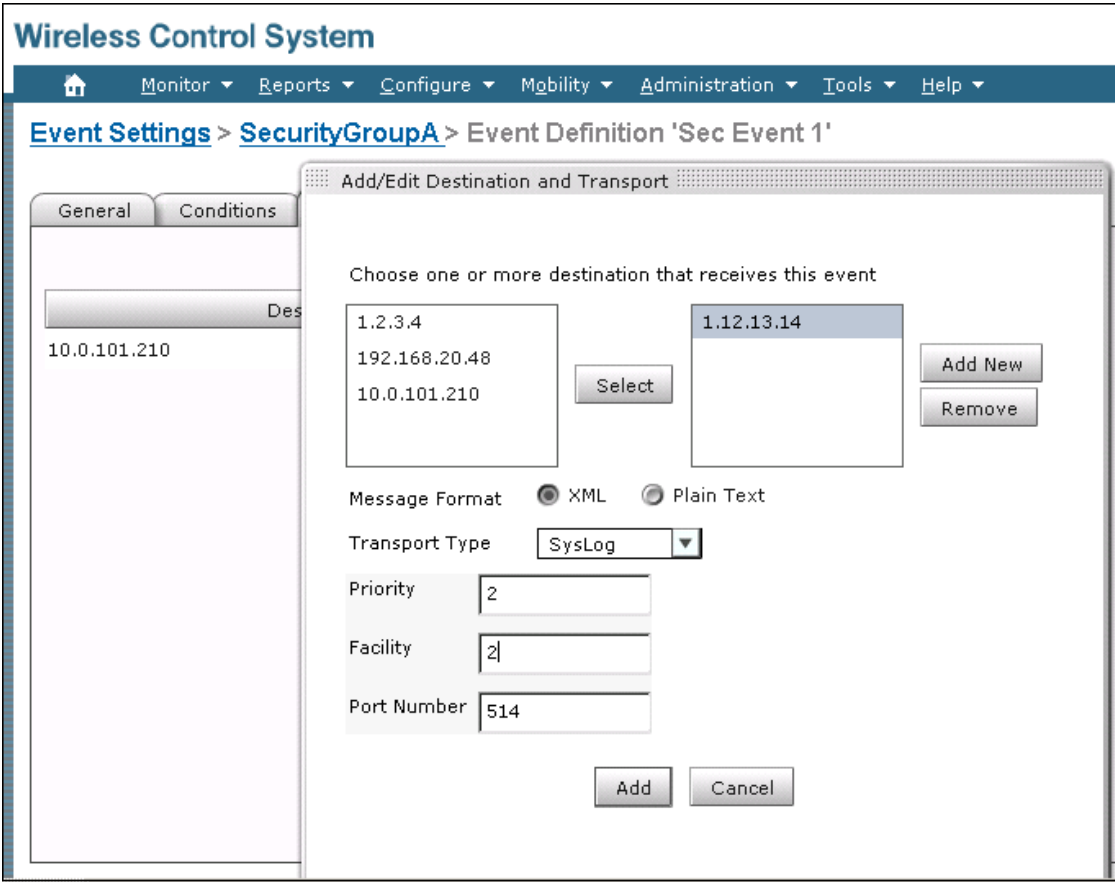 Wireless Control System
Monitor Reports Configure Mobility Administration Tools Help
Event Settings > SecurityGroupA > Event Definition 'Sec Event 1'
Add/Edit Destination and Transport
General Conditions
Choose one or more destination that receives this event
Des
10.0.101.210
1.2.3.4
192.168.20.48
10.0.101.210
Select
1.12.13.14
Add New
Remove
Message Format XML Plain Text
Transport Type SysLog
Priority 2
Facility 2
Port Number 514
Add Cancel